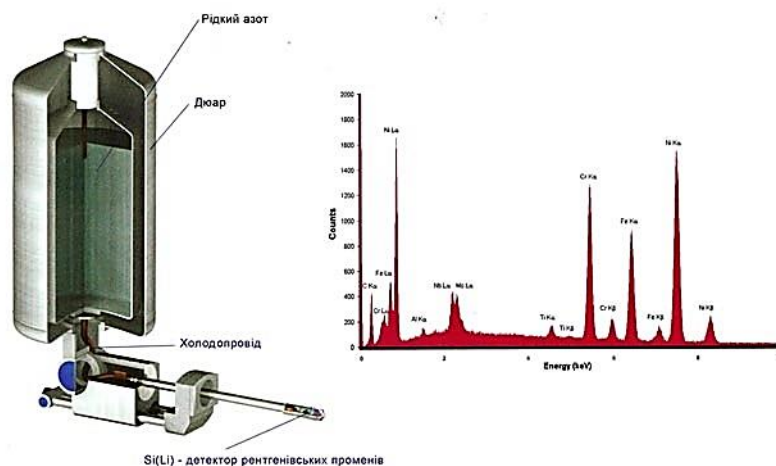 Рідкий азот
Дюар
Холодопровід
Si(Li) - детектор рентгенівських променів
Counts
2000
1800
1600
1400
1200
1000
800
600
400
200
0
0
2
4
6
8
Energy (keV)
C Kα
Cr Lα
Fe Lα
Ni Lα
Al Kα
Nb Lα
Mo Lα
Ti Kα
Ti Kβ
Cr Kα
Cr Kβ
Fe Kα
Fe Kβ
Ni Kα
Ni Kβ